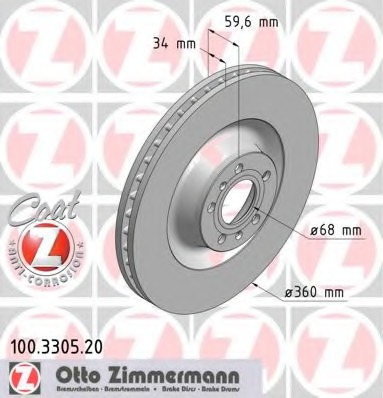 59,6 mm
34 mm
Coat
Z
ANTI-CORROSION
ø68 mm
ø360 mm
100.3305.20
Z
Otto Zimmermann
Bremsscheiben - Bremstrommeln • Brake Discs - Brake Drums